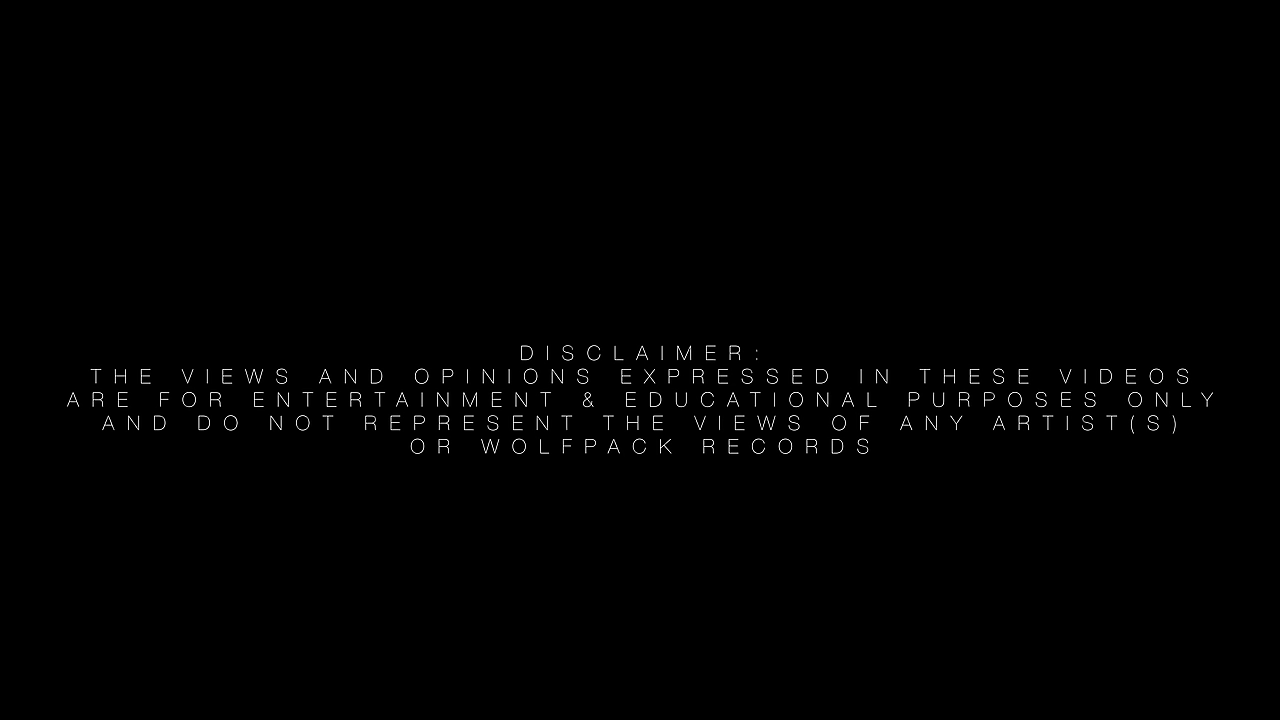 DISCLAIMER:
THE VIEWS AND OPINIONS EXPRESSED IN THESE VIDEOS
ARE FOR ENTERTAINMENT & EDUCATIONAL PURPOSES ONLY
AND DO NOT REPRESENT THE VIEWS OF ANY ARTIST(S)
OR WOLFPACK RECORDS